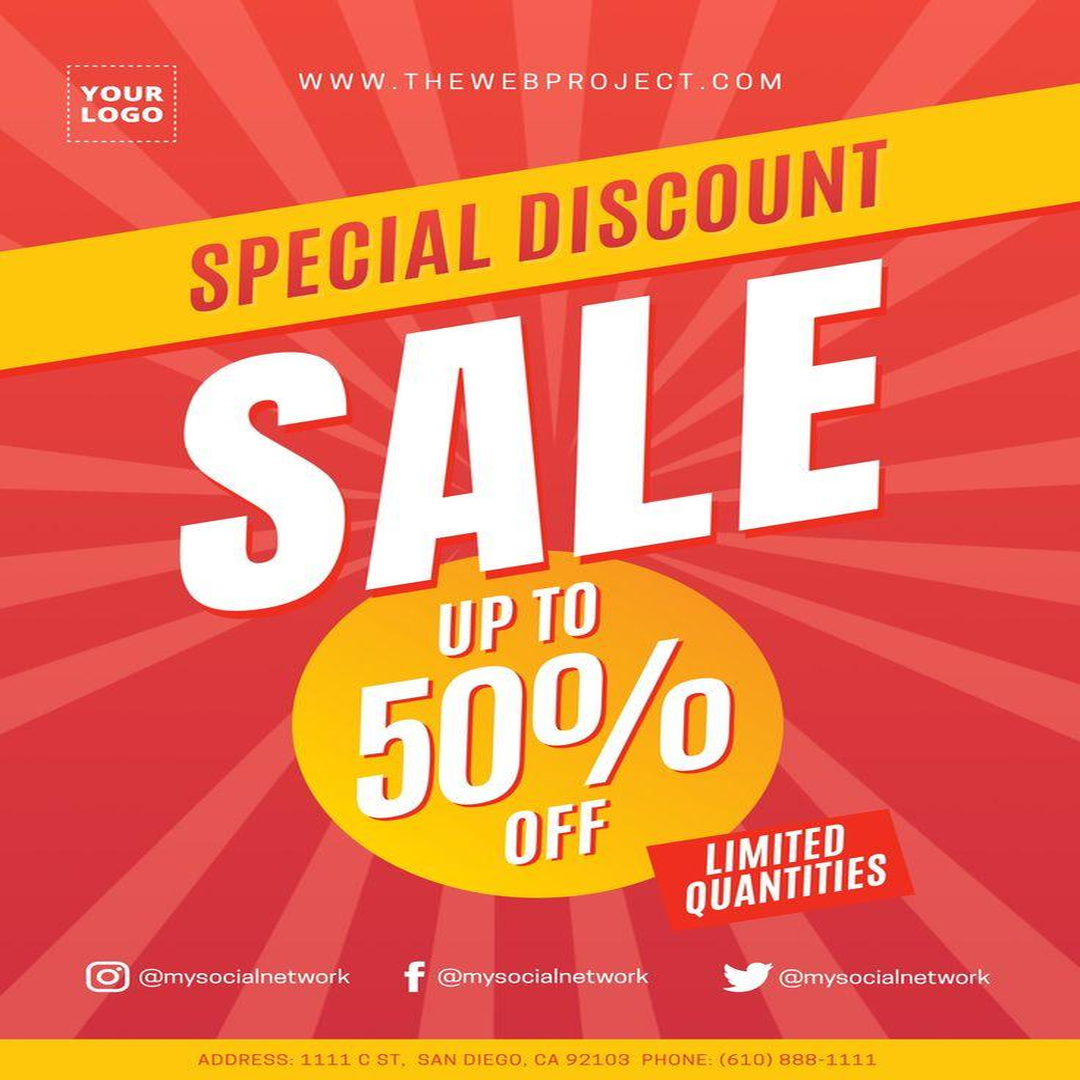 YOUR
LOGO
WWW.THEWEBPROJECT.COM
SPECIAL DISCOUNT
SALE
UP TO
50%
OFF
LIMITED
QUANTITIES
@mysocialnetwork @mysocialnetwork @mysocialnetwork
ADDRESS: 1111 C ST, SAN DIEGO, CA 92103 PHONE: (610) 888-1111